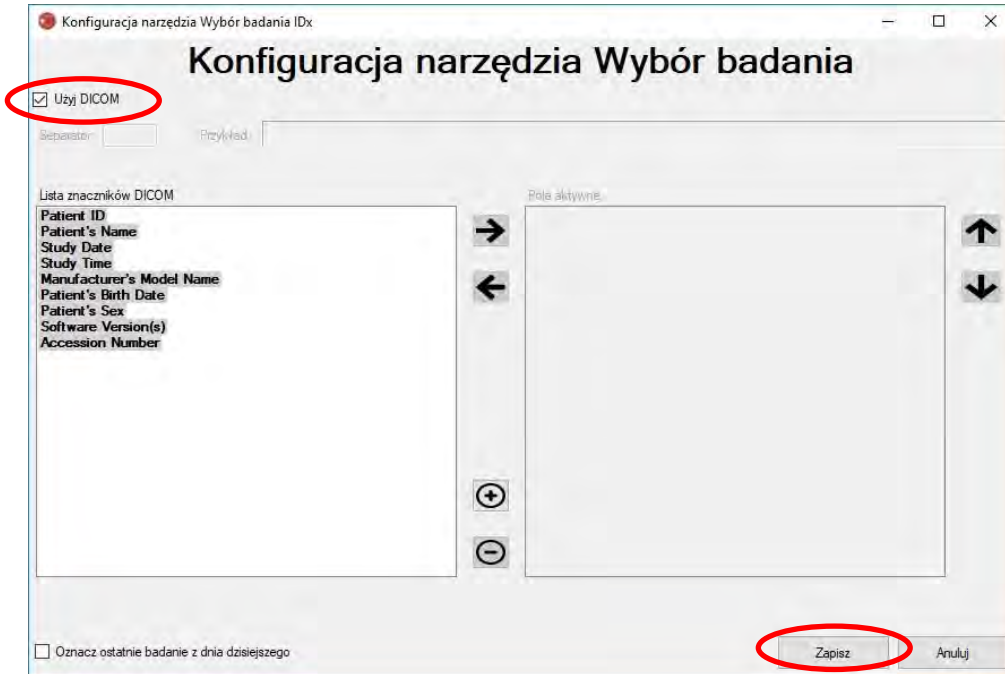 Konfiguracja narzędzia Wybór badania IDx
Konfiguracja narzędzia Wybór badania
Użyj DICOM
Separator:
Przykład:
Lista znaczników DICOM
Pole aktywne
Patient ID
Patient's Name
Study Date
Study Time
Manufacturer's Model Name
Patient's Birth Date
Patient's Sex
Software Version(s)
Accession Number
Oznacz ostatnie badanie z dnia dzisiejszego
Zapisz
Anuluj